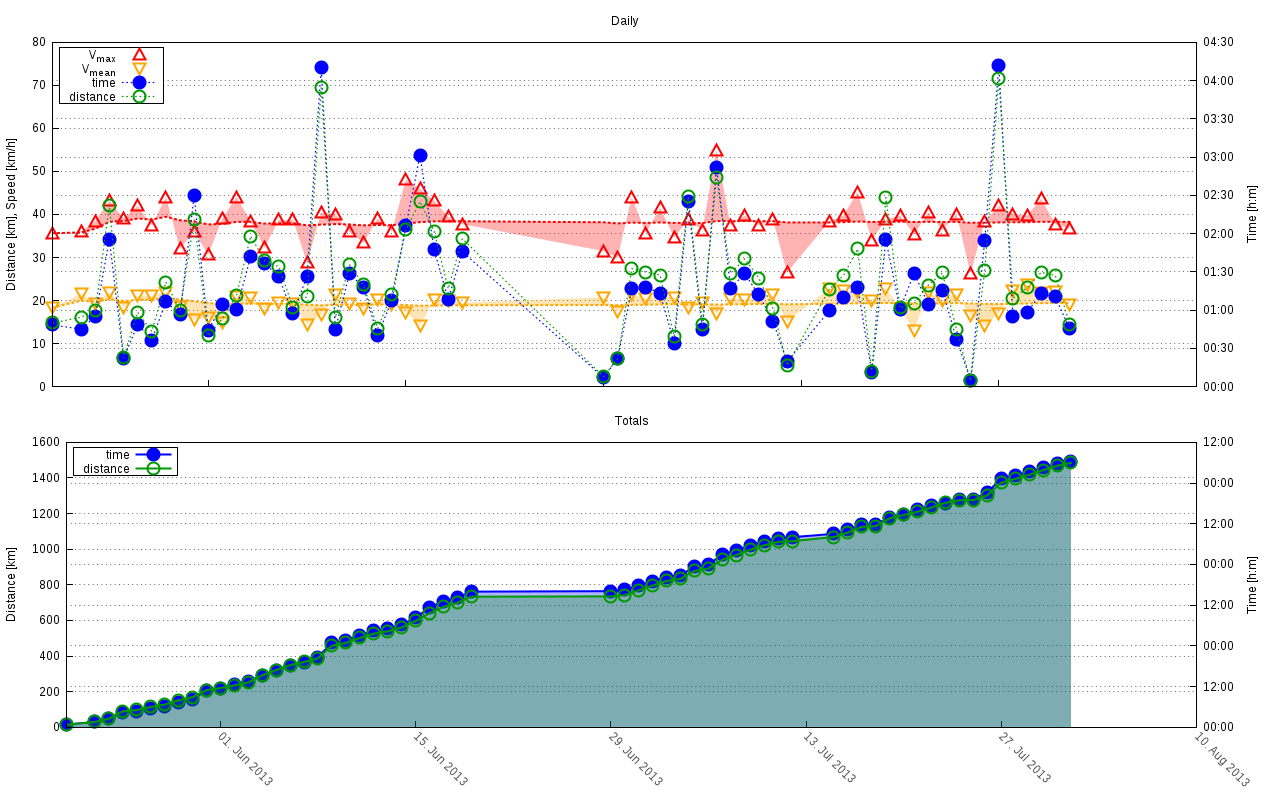 Daily
Distance [km], Speed [km/h]
80
70
60
50
40
30
20
10
0
Vmax
Vmean
time
distance
04:30
04:00
03:30
03:00
02:30
02:00
01:30
01:00
00:30
00:00
Time [h:m]
Totals
Distance [km]
1600
1400
1200
1000
800
600
400
200
0
time
distance
12:00
00:00
12:00
00:00
12:00
00:00
12:00
00:00
Time [h:m]
01. Jun 2013
15. Jun 2013
29. Jun 2013
13. Jul 2013
27. Jul 2013
10. Aug 2013